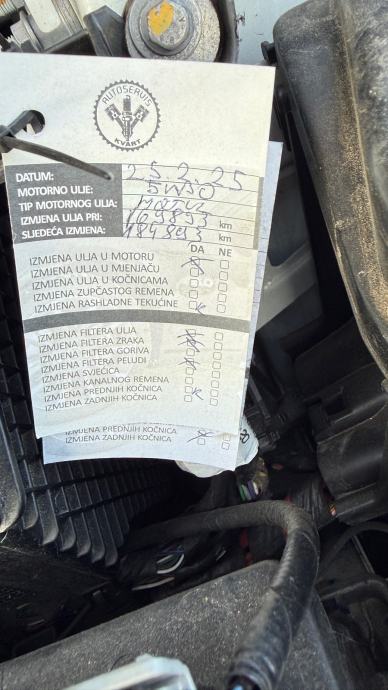 AUTOSERVIS
KVART
DATUM: 25.2.25
MOTORNO ULJE: 5W30
TIP MOTORNOG ULJA: MOTUL
IZMJENA ULJA PRI: 169893 km
SLJEDEĆA IZMJENA: 184893 km
DA NE
IZMJENA ULJA U MOTORU
IZMJENA ULJA U MJENJAČU
IZMJENA ULJA U KOČNICAMA
IZMJENA ZUPČASTOG REMENA
IZMJENA RASHLADNE TEKUĆINE
IZMJENA FILTERA ULJA
IZMJENA FILTERA ZRAKA
IZMJENA FILTERA GORIVA
IZMJENA FILTERA PELUDI
IZMJENA SVJEĆICA
IZMJENA KANALNOG REMENA
IZMJENA PREDNJIH KOČNICA
IZMJENA ZADNJIH KOČNICA
IZMJENA PREDNJIH KOČNICA
IZMJENA ZADNJIH KOČNICA